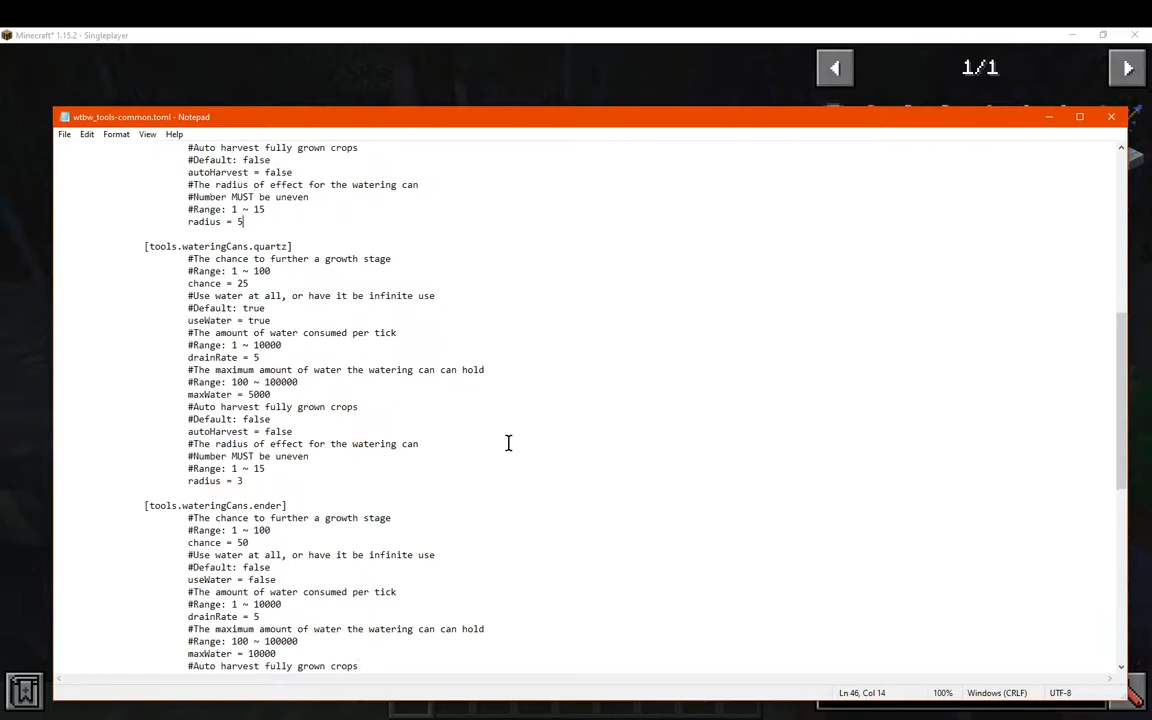 Minecraft* 1.15.2 - Singleplayer
1/1
wtbw_tools-common.toml - Notepad
File Edit Format View Help
#Auto harvest fully grown crops
#Default: false
autoHarvest = false
#The radius of effect for the watering can
#Number MUST be uneven
#Range: 1 ~ 15
radius = 5
[tools.wateringCans.quartz]
#The chance to further a growth stage
#Range: 1 ~ 100
chance = 25
#Use water at all, or have it be infinite use
#Default: true
useWater = true
#The amount of water consumed per tick
#Range: 1 ~ 10000
drainRate = 5
#The maximum amount of water the watering can can hold
#Range: 100 ~ 100000
maxWater = 5000
#Auto harvest fully grown crops
#Default: false
autoHarvest = false
#The radius of effect for the watering can
#Number MUST be uneven
#Range: 1 ~ 15
radius = 3
[tools.wateringCans.ender]
#The chance to further a growth stage
#Range: 1 ~ 100
chance = 50
#Use water at all, or have it be infinite use
#Default: false
useWater = false
#The amount of water consumed per tick
#Range: 1 ~ 10000
drainRate = 5
#The maximum amount of water the watering can can hold
#Range: 100 ~ 100000
maxWater = 10000
#Auto harvest fully grown crops
Ln 46, Col 14 100% Windows (CRLF) UTF-8